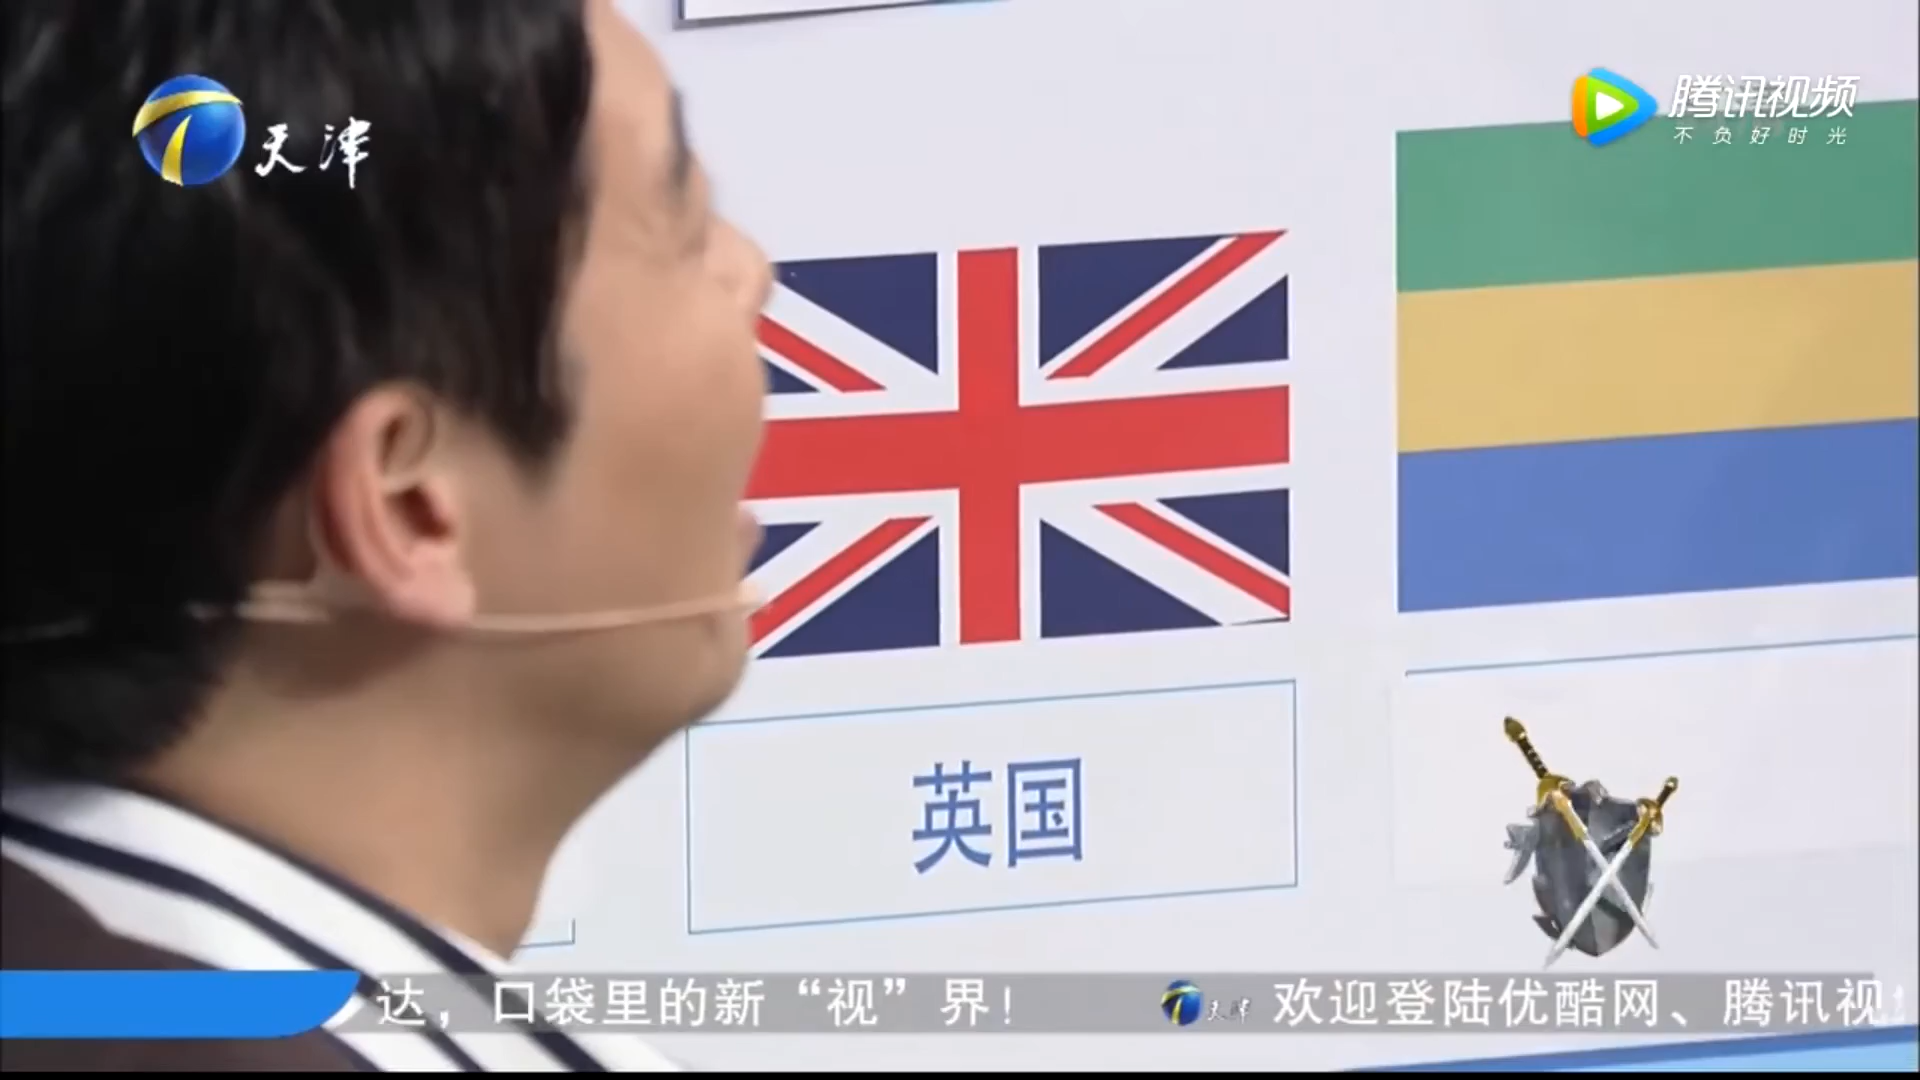 天津
腾讯视频
不负好时光
英国
达，口袋里的新“视”界！
天津 欢迎登陆优酷网、腾讯视